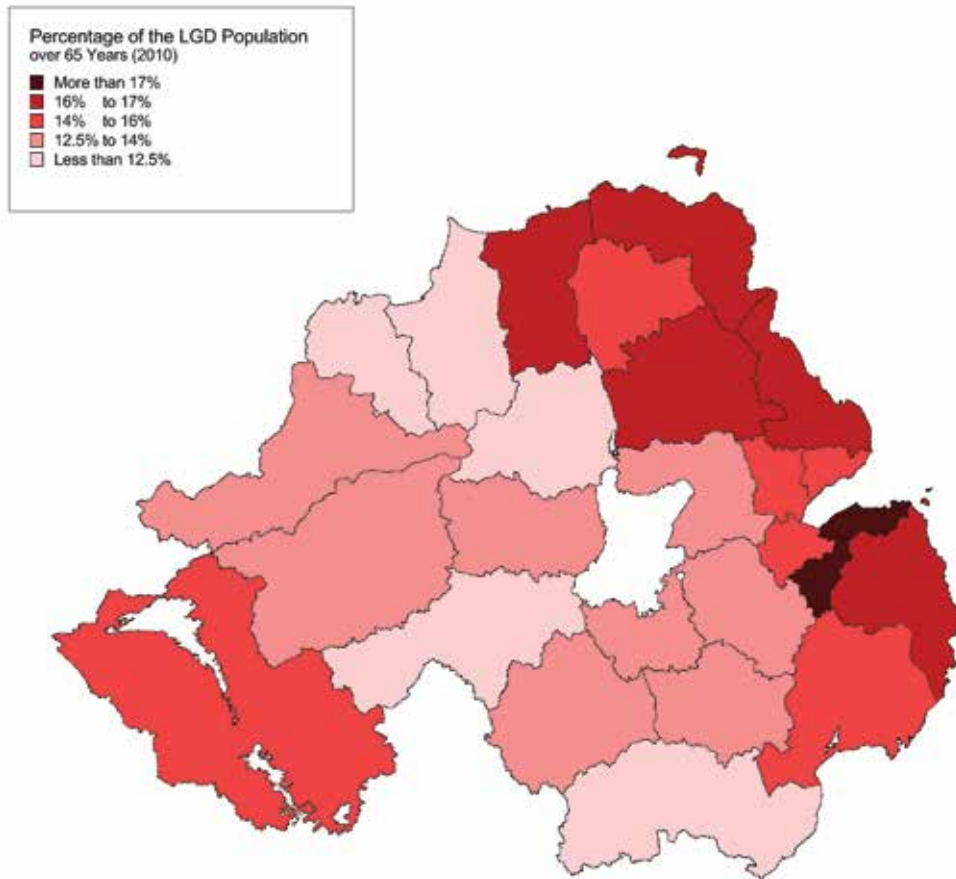 Percentage of the LGD Population
over 65 Years (2010)
More than 17%
16% to 17%
14% to 16%
12.5% to 14%
Less than 12.5%